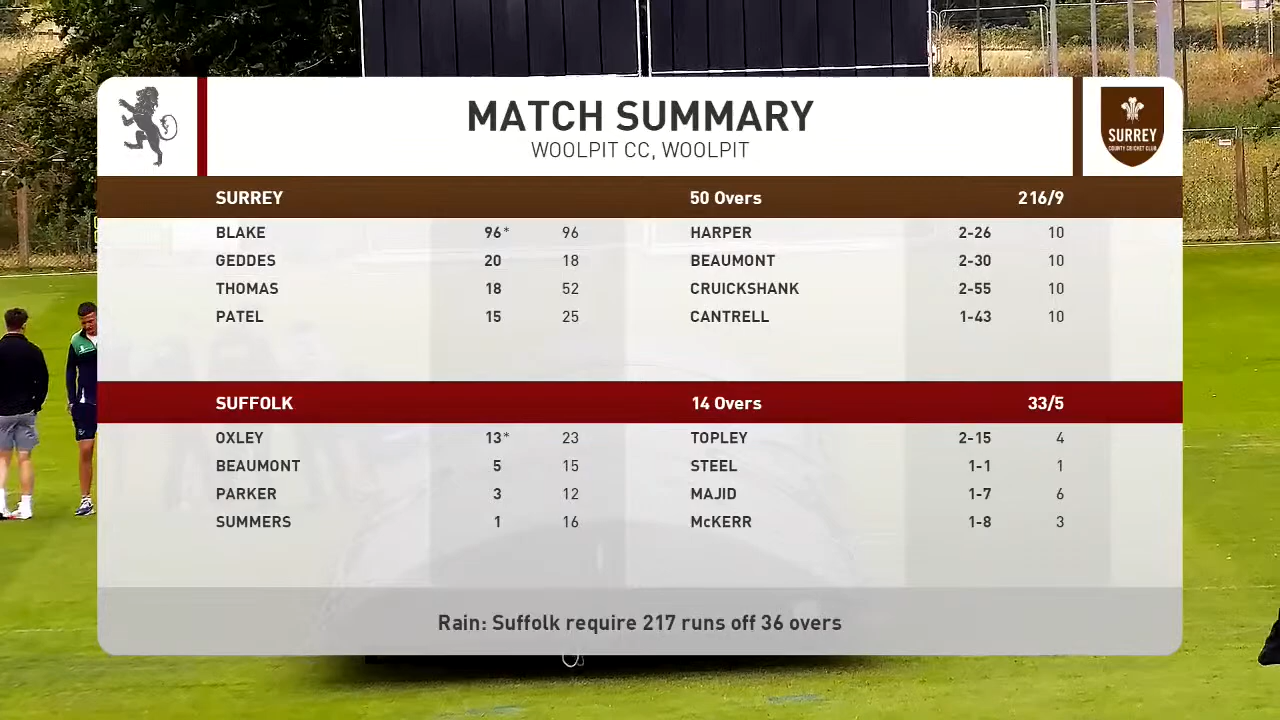 MATCH SUMMARY
WOOLPIT CC, WOOLPIT
SURREY
COUNTY CRICKET CLUB
SURREY 50 Overs 216/9
BLAKE 96* 96 HARPER 2-26 10
GEDDES 20 18 BEAUMONT 2-30 10
THOMAS 18 52 CRUICKSHANK 2-55 10
PATEL 15 25 CANTRELL 1-43 10
SUFFOLK 14 Overs 33/5
OXLEY 13* 23 TOPLEY 2-15 4
BEAUMONT 5 15 STEEL 1-1 1
PARKER 3 12 MAJID 1-7 6
SUMMERS 1 16 McKERR 1-8 3
Rain: Suffolk require 217 runs off 36 overs